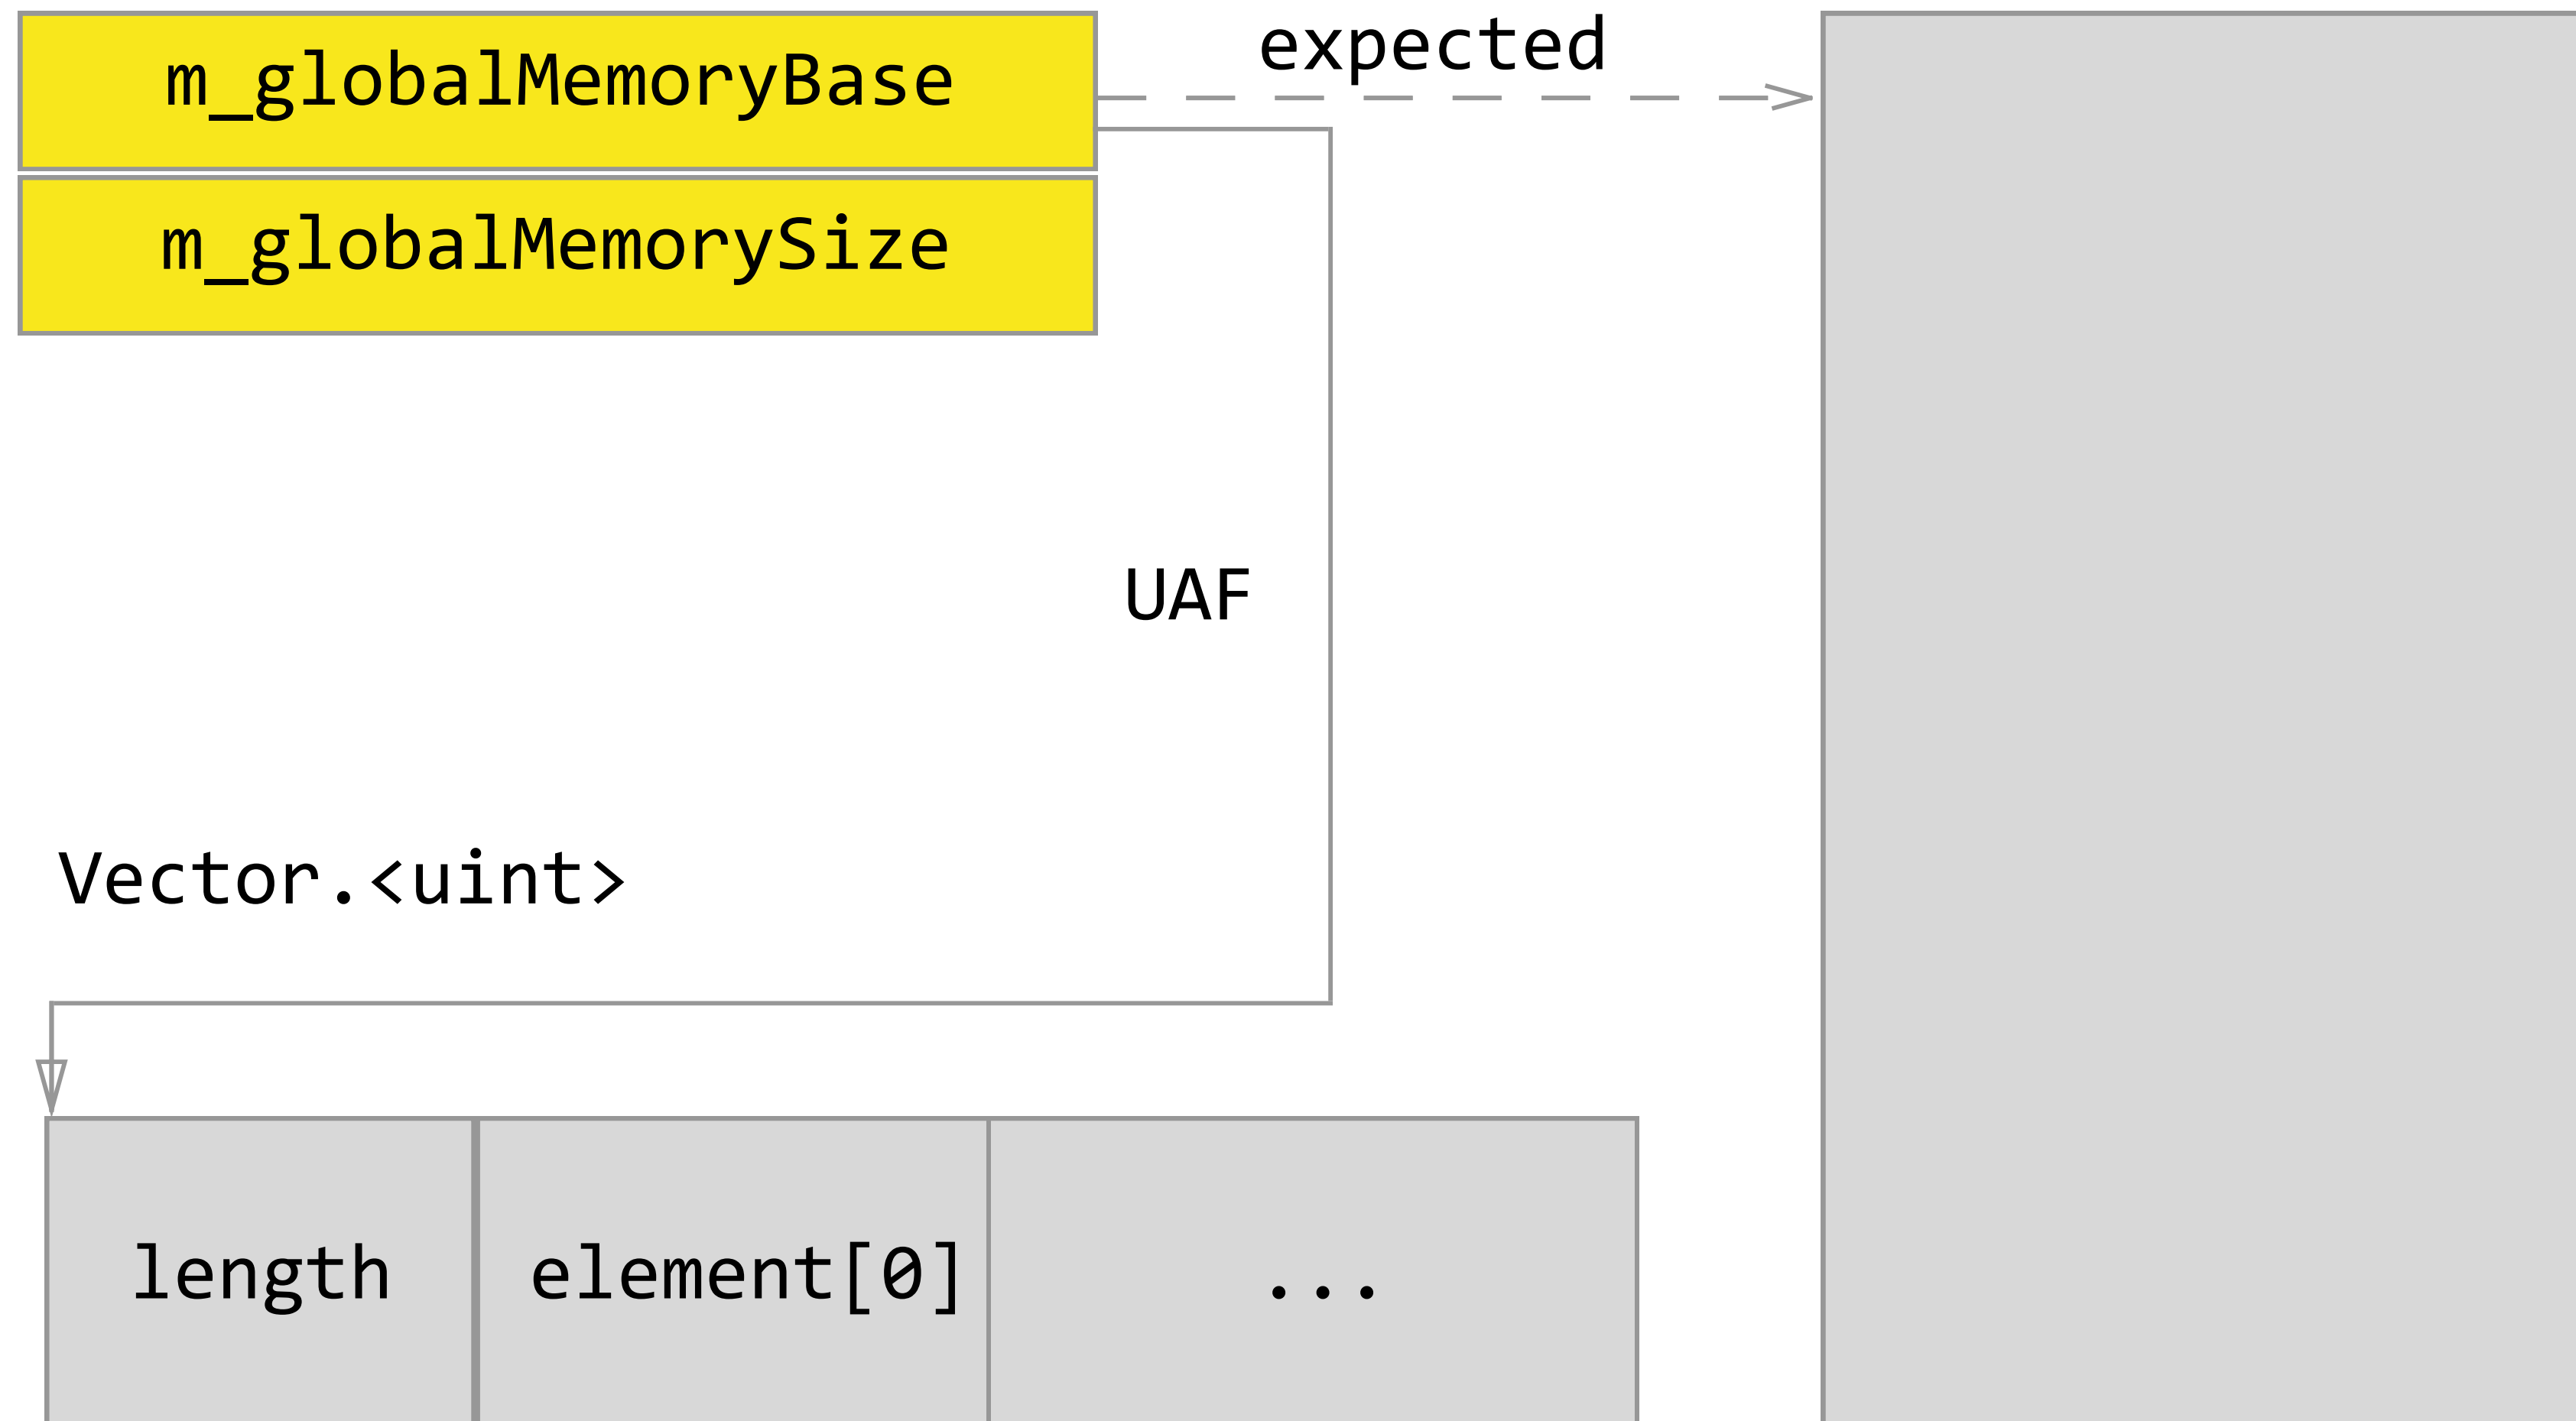 m_globalMemoryBase
expected
m_globalMemorySize
UAF
Vector.<uint>
length
element[0]
...